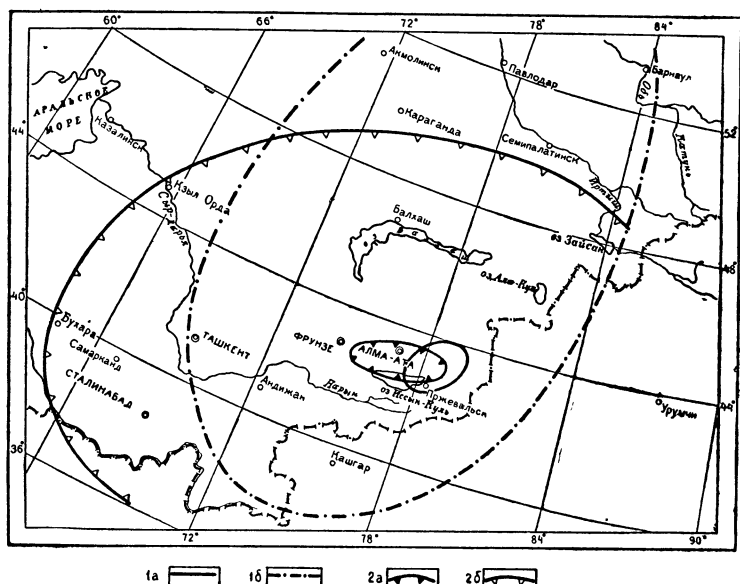 60°
66°
72°
78°
84°
Акмолинск
Павлодар
Барнаул
Обь
АРАЛЬСКОЕ
МОРЕ
Казалинск
Караганда
52°
44°
Семипалатинск
Иртыш
Катунь
Кзыл Орда
Сыр-Дарья
Балхаш
оз Зайсан
48°
оз. Ала-Куль
40°
Бухара
Самарканд
ТАШКЕНТ
ФРУНЗЕ
АЛМА-АТА
СТАЛИНАБАД
Андижан
Нарын
оз Иссык-Куль
Пржевальск
Урумчи
44°
36°
Кашгар
72°
78°
84°
90°
1а
1б
2а
2б